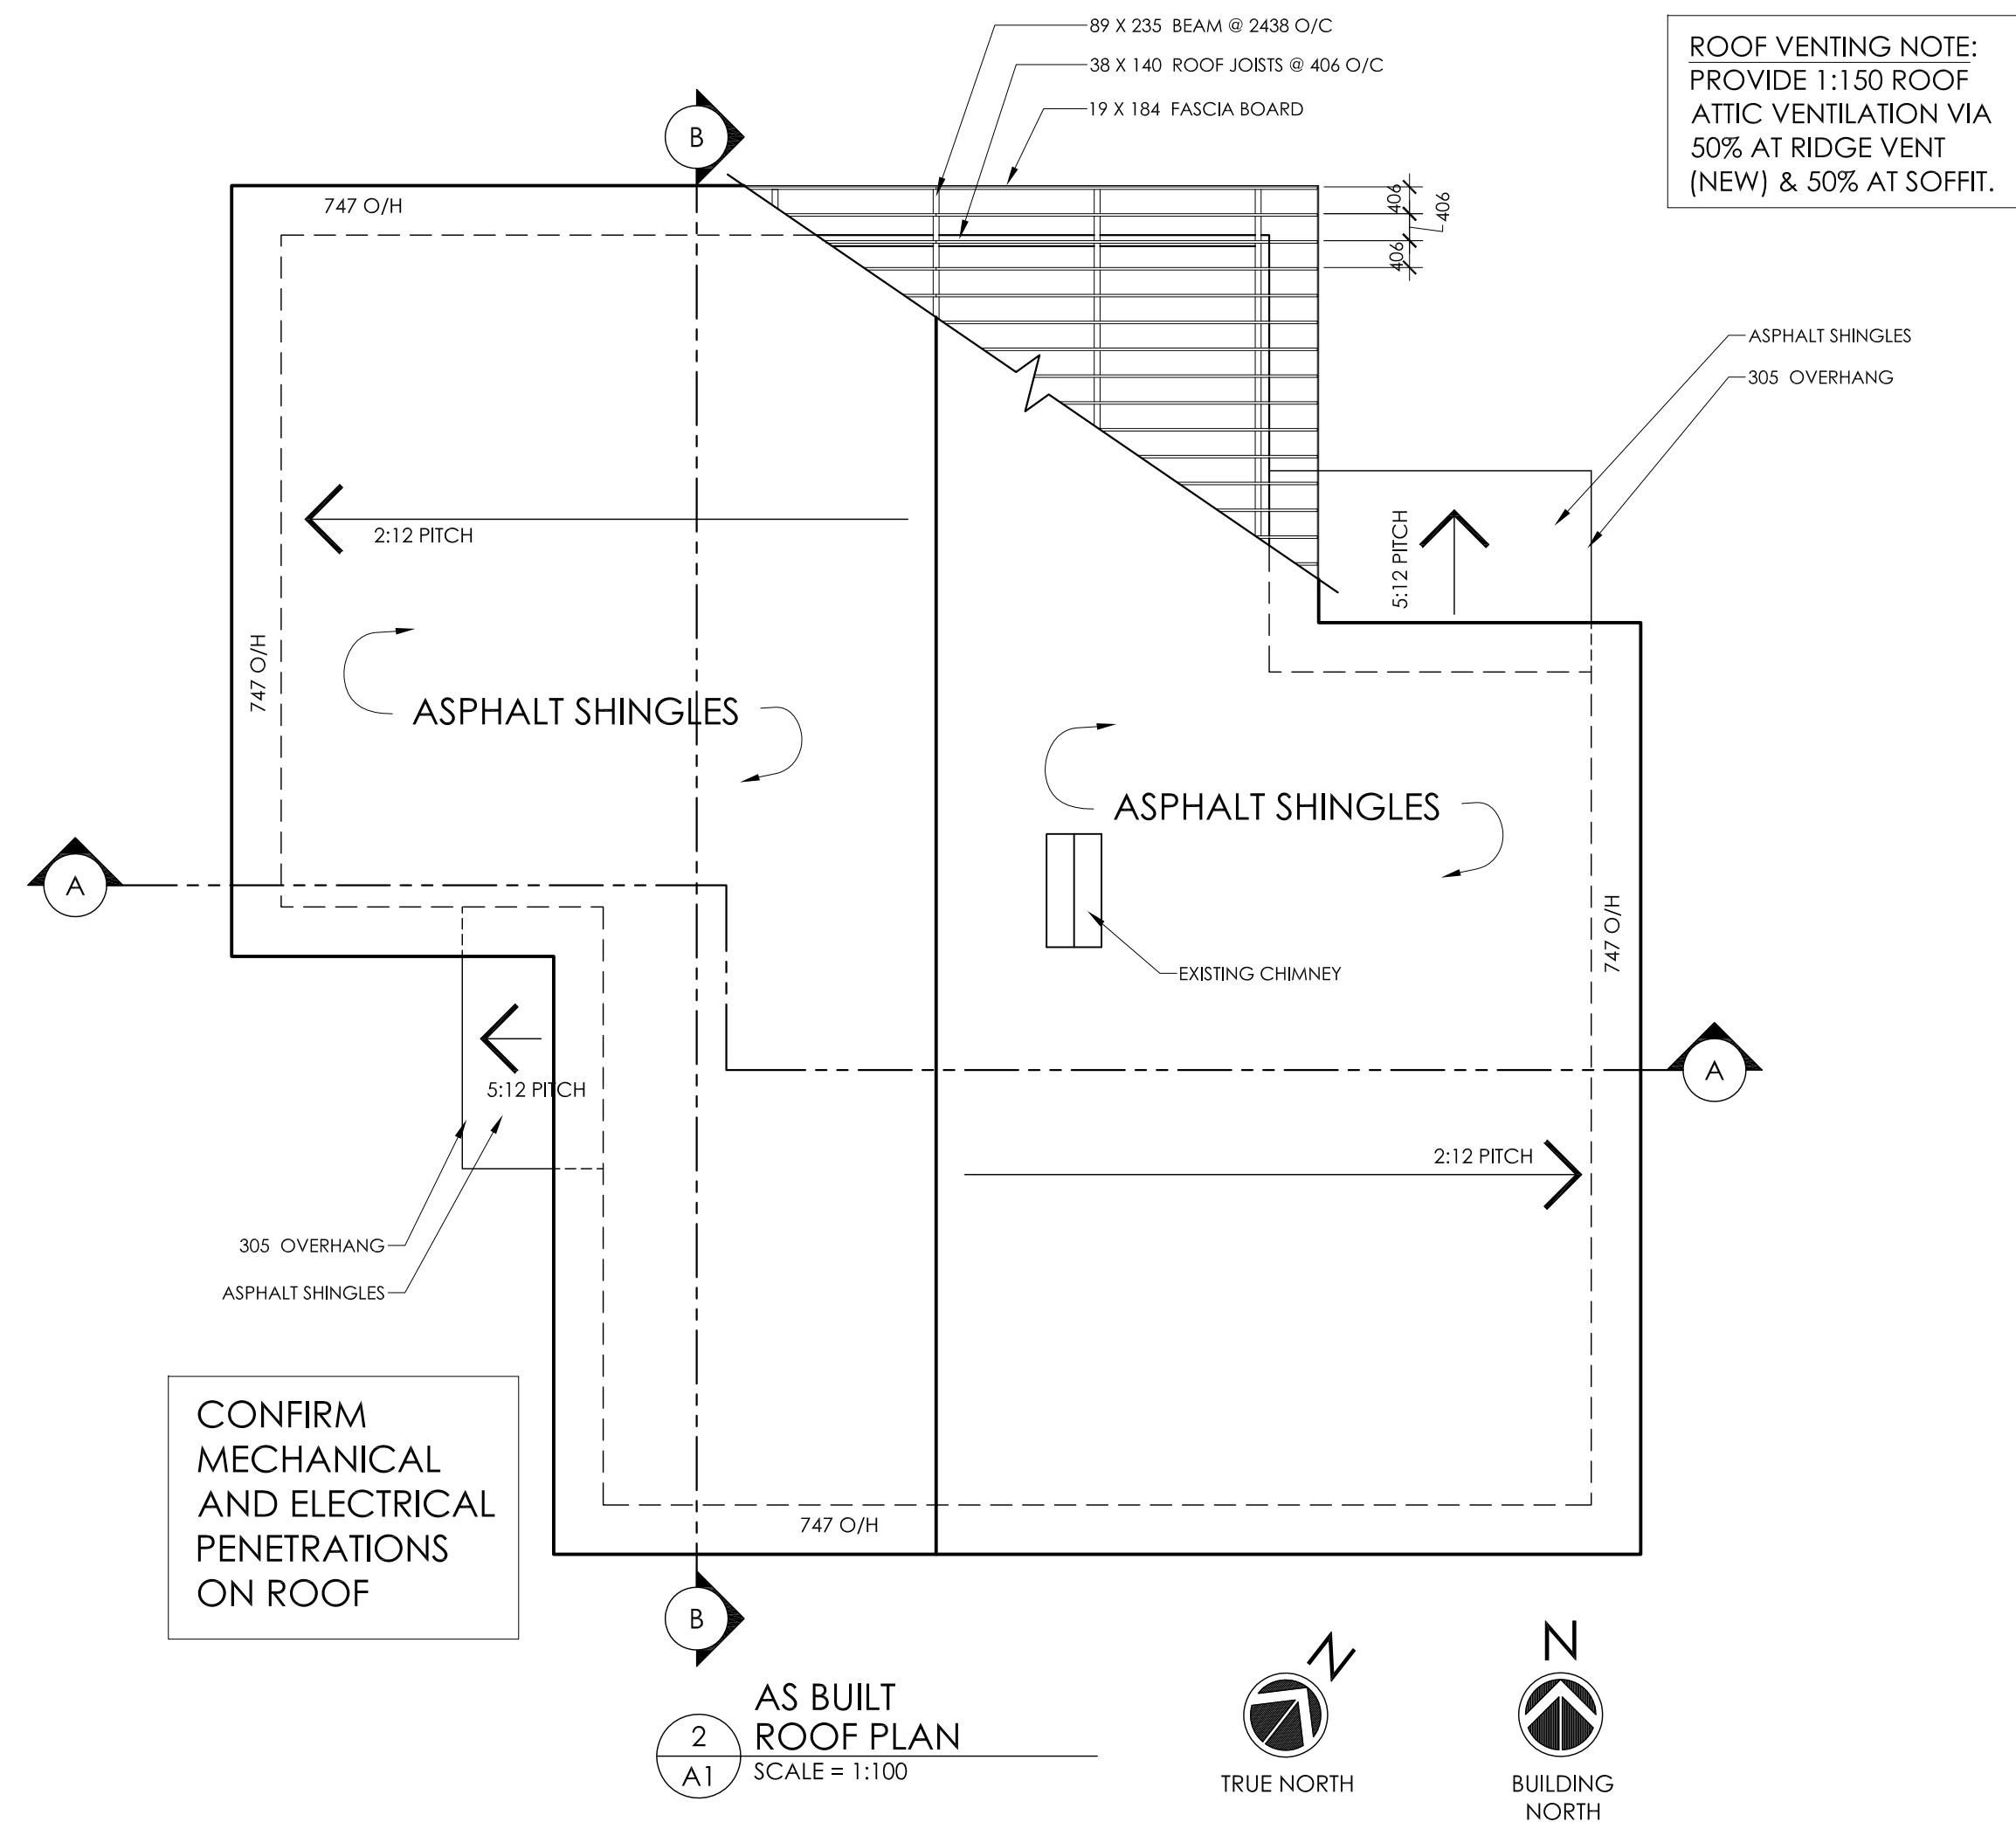 89 X 235 BEAM @ 2438 O/C
38 X 140 ROOF JOISTS @ 406 O/C
19 X 184 FASCIA BOARD
ROOF VENTING NOTE:
PROVIDE 1:150 ROOF
ATTIC VENTILATION VIA
50% AT RIDGE VENT
(NEW) & 50% AT SOFFIT.
B
747 O/H
406
406
406
ASPHALT SHINGLES
305 OVERHANG
2:12 PITCH
5:12 PITCH
747 O/H
ASPHALT SHINGLES
ASPHALT SHINGLES
A
747 O/H
EXISTING CHIMNEY
5:12 PITCH
A
2:12 PITCH
305 OVERHANG
ASPHALT SHINGLES
CONFIRM
MECHANICAL
AND ELECTRICAL
PENETRATIONS
ON ROOF
747 O/H
B
2
A1
AS BUILT
ROOF PLAN
SCALE = 1:100
N
TRUE NORTH
N
BUILDING
NORTH